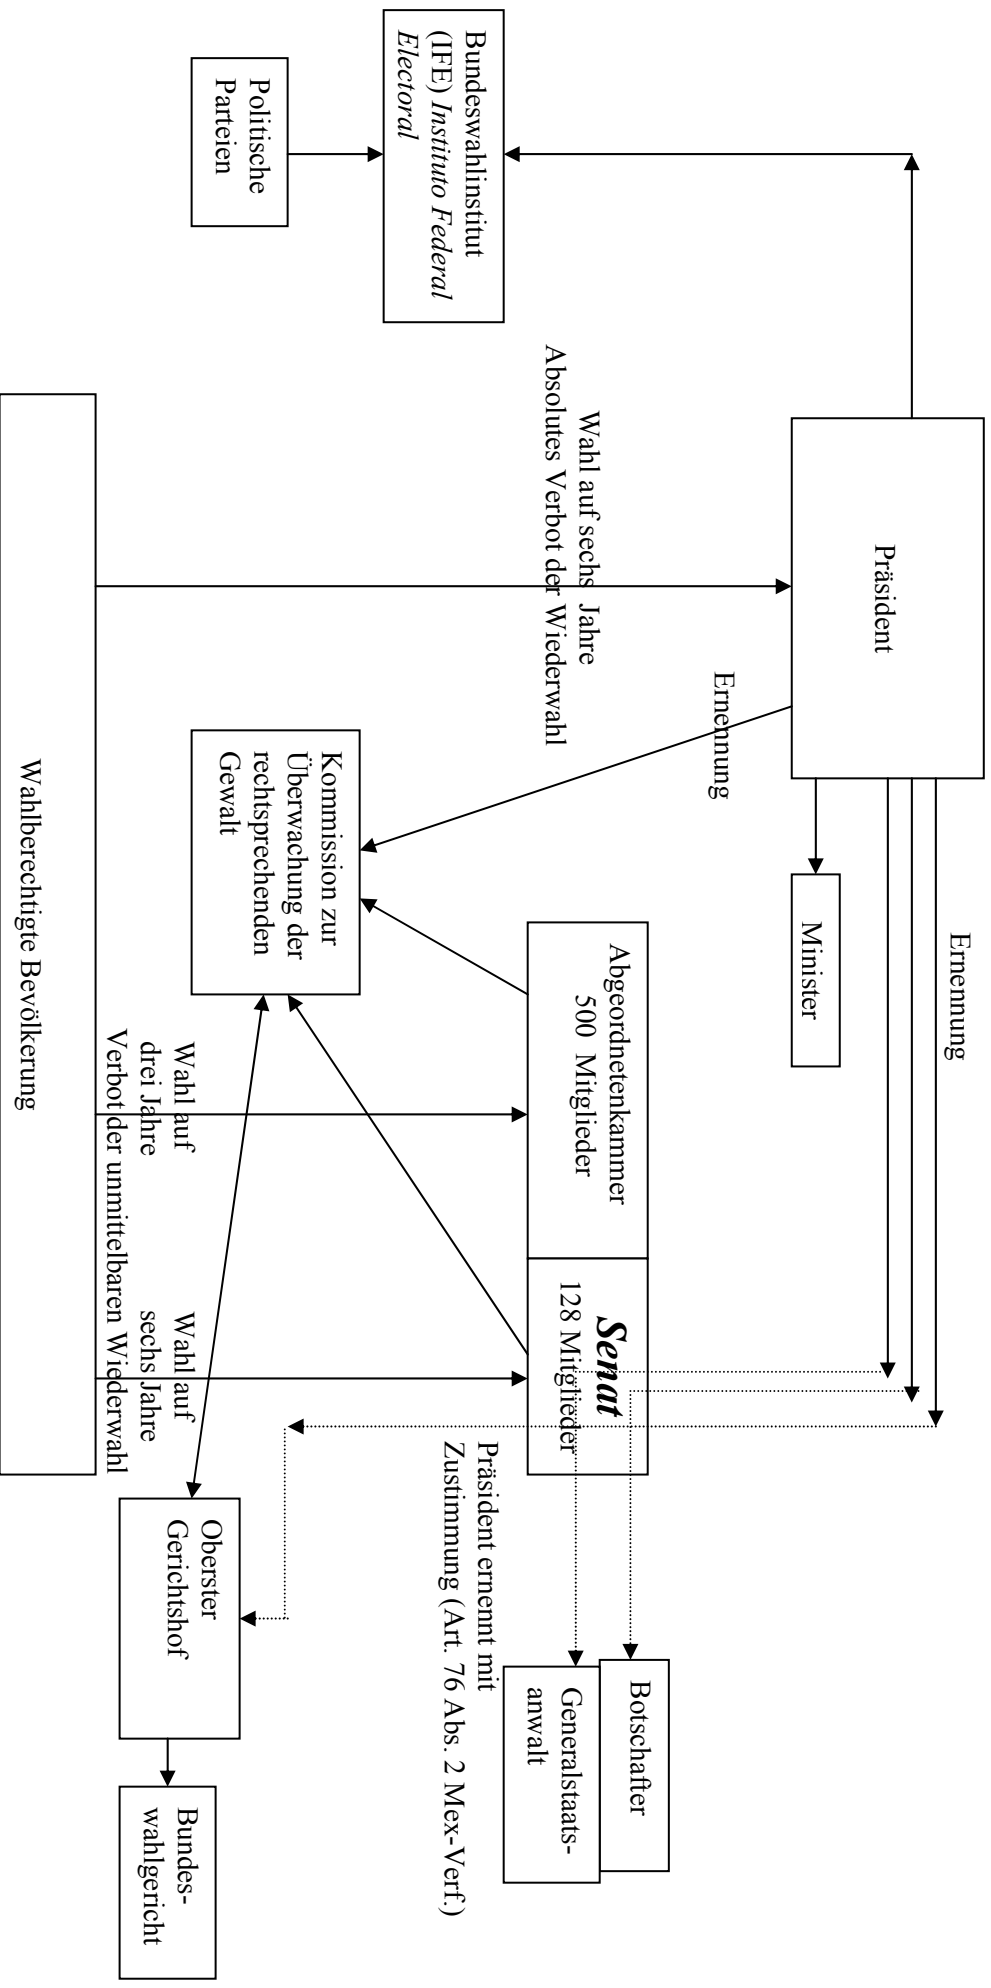 Präsident
Ernennung
Minister
Ernennung
Bundeswahlinstitut
(IFE) Instituto Federal
Electoral
Politische
Parteien
Wahl auf sechs Jahre
Absolutes Verbot der Wiederwahl
Abgeordnetenkammer
500 Mitglieder
Senat
128 Mitglieder
Botschafter
Generalstaats-
anwalt
Präsident ernennt mit
Zustimmung (Art. 76 Abs. 2 Mex-Verf.)
Kommission zur
Überwachung der
rechtsprechenden
Gewalt
Oberster
Gerichtshof
Bundes-
wahlgericht
Wahl auf
drei Jahre
Wahl auf
sechs Jahre
Verbot der unmittelbaren Wiederwahl
Wahlberechtigte Bevölkerung